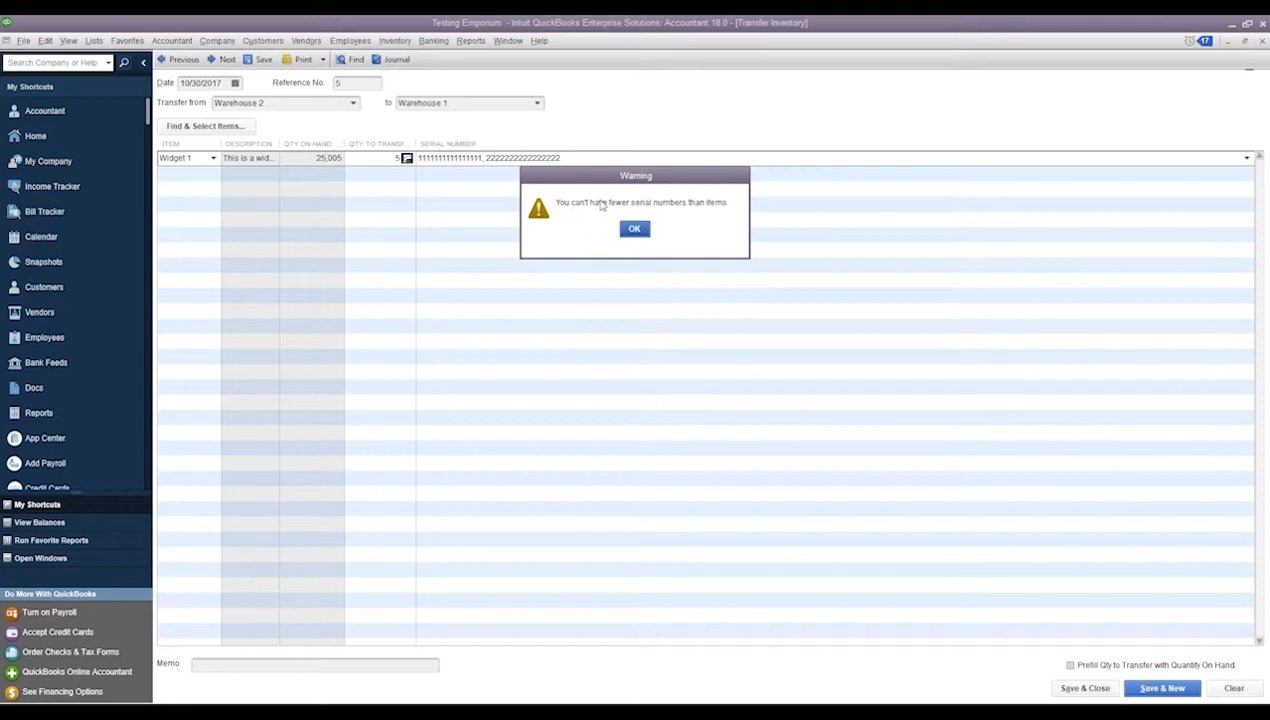 Testing Emporium - Intuit QuickBooks Enterprise Solutions: Accountant 18.0 - [Transfer Inventory]
File Edit View Lists Favorites Accountant Company Customers Vendors Employees Inventory Banking Reports Window Help
17
Search Company or Help
Previous Next Save Print Find Journal
My Shortcuts
Accountant
Home
My Company
Income Tracker
Bill Tracker
Calendar
Snapshots
Customers
Vendors
Employees
Bank Feeds
Docs
Reports
App Center
Add Payroll
Credit Cards
My Shortcuts
View Balances
Run Favorite Reports
Open Windows
Do More With QuickBooks
Turn on Payroll
Accept Credit Cards
Order Checks & Tax Forms
QuickBooks Online Accountant
See Financing Options
Date 10/30/2017 Reference No. 5
Transfer from Warehouse 2 to Warehouse 1
Find & Select Items...
ITEM DESCRIPTION QTY ON HAND QTY TO TRANSF.. SERIAL NUMBER
Widget 1 This is a wid... 25,005 5
Warning
You can't have fewer serial numbers than items.
OK
Memo
Prefill Qty to Transfer with Quantity On Hand.
Save & Close Save & New Clear